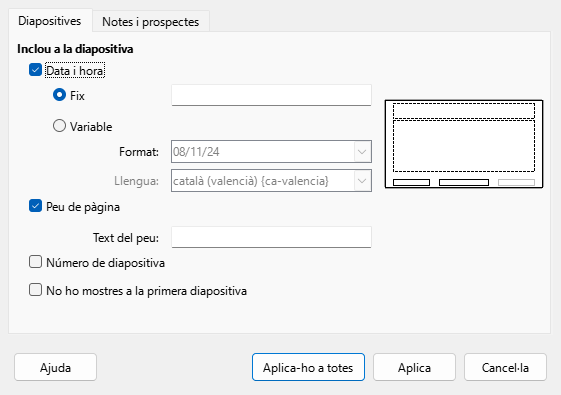 Diapositives
Notes i prospectes
Inclou a la diapositiva
Data i hora
Fix
Variable
Format: 08/11/24
Llengua: català (valencià) {ca-valencia}
Peu de pàgina
Text del peu:
Número de diapositiva
No ho mostres a la primera diapositiva
Ajuda
Aplica-ho a totes
Aplica
Cancel·la